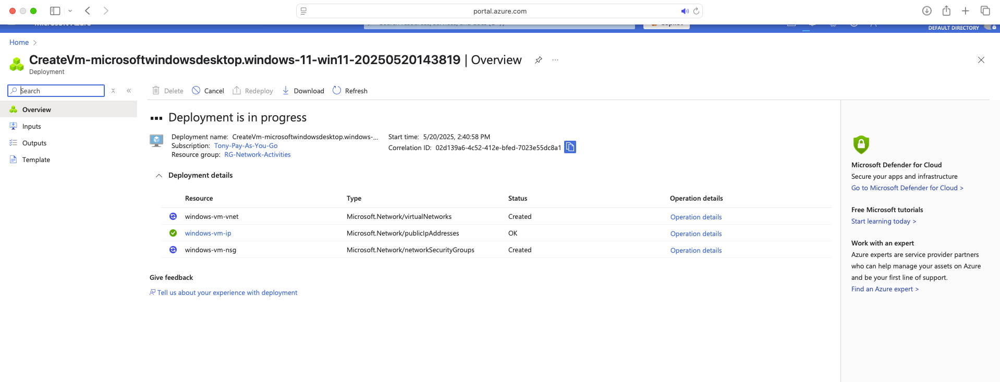 portal.azure.com
Microsoft Azure
Copilot
DEFAULT DIRECTORY
Home
CreateVm-microsoftwindowsdesktop.windows-11-win11-20250520143819 | Overview
Deployment
Search
Delete
Cancel
Redeploy
Download
Refresh
Overview
Inputs
Outputs
Template
Deployment is in progress
Deployment name: CreateVm-microsoftwindowsdesktop.windows-...
Subscription: Tony-Pay-As-You-Go
Resource group: RG-Network-Activities
Start time: 5/20/2025, 2:40:58 PM
Correlation ID: 02d139a6-4c52-412e-bfed-7023e55dc8a1
Deployment details
Resource Type Status Operation details
windows-vm-vnet Microsoft.Network/virtualNetworks Created Operation details
windows-vm-ip Microsoft.Network/publicIpAddresses OK Operation details
windows-vm-nsg Microsoft.Network/networkSecurityGroups Created Operation details
Give feedback
Tell us about your experience with deployment
Microsoft Defender for Cloud
Secure your apps and infrastructure
Go to Microsoft Defender for Cloud >
Free Microsoft tutorials
Start learning today >
Work with an expert
Azure experts are service provider partners
who can help manage your assets on Azure
and be your first line of support.
Find an Azure expert >